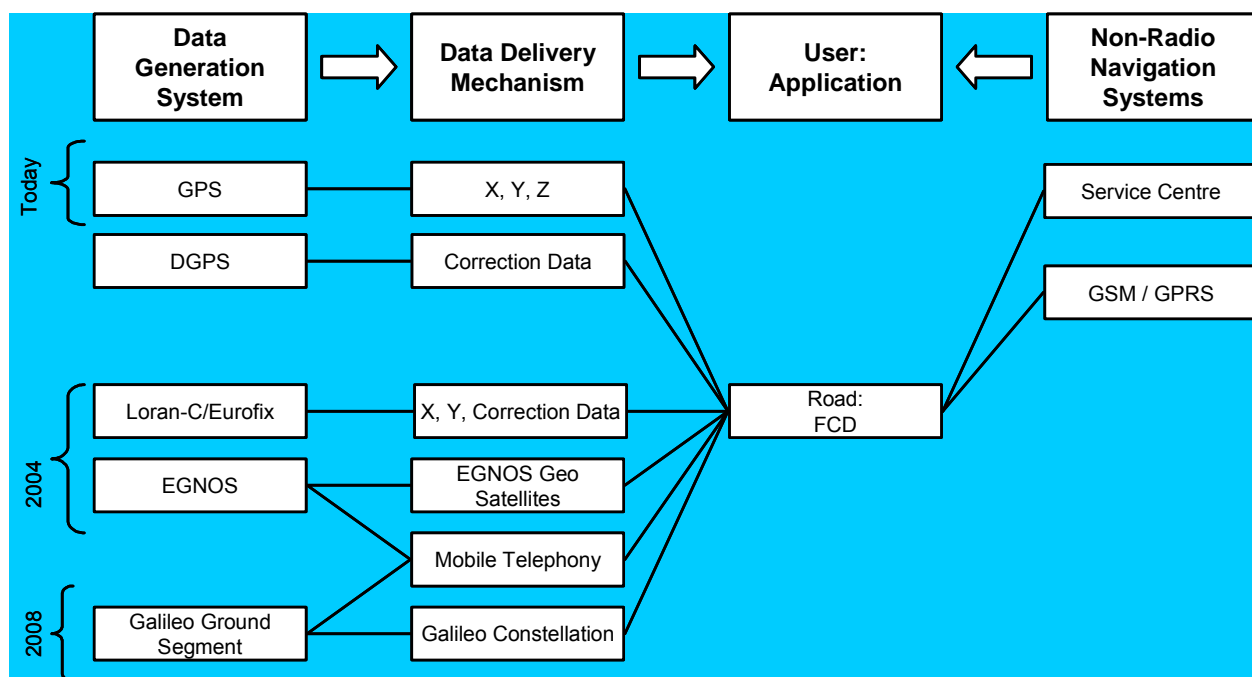 Data
Generation
System
Data Delivery
Mechanism
User:
Application
Non-Radio
Navigation
Systems
Today
GPS
X, Y, Z
Service Centre
DGPS
Correction Data
GSM / GPRS
2004
Loran-C/Eurofix
X, Y, Correction Data
Road:
FCD
EGNOS
EGNOS Geo
Satellites
Mobile Telephony
2008
Galileo Ground
Segment
Galileo Constellation